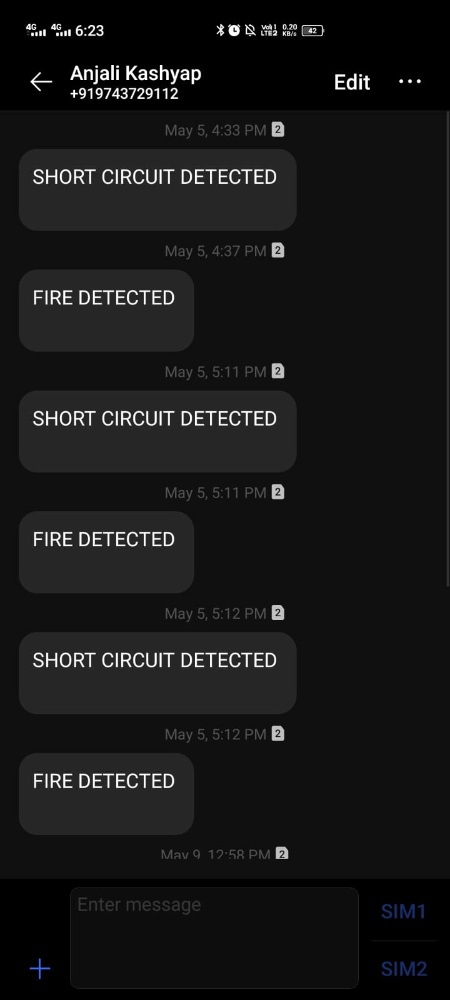 4G 4G 6:23 Vo) 1 LTE2 0.20 KB/s 42
Anjali Kashyap
+919743729112
Edit
May 5, 4:33 PM 2
SHORT CIRCUIT DETECTED
May 5, 4:37 PM 2
FIRE DETECTED
May 5, 5:11 PM 2
SHORT CIRCUIT DETECTED
May 5, 5:11 PM 2
FIRE DETECTED
May 5, 5:12 PM 2
SHORT CIRCUIT DETECTED
May 5, 5:12 PM 2
FIRE DETECTED
May 9, 12:58 PM 2
Enter message
SIM1
SIM2